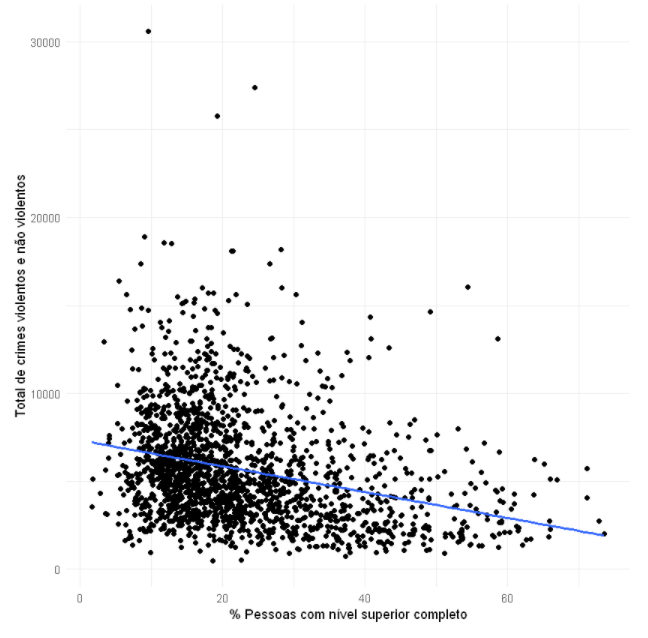 30000
20000
10000
0
Total de crimes violentos e não violentos
0 20 40 60
% Pessoas com nível superior completo